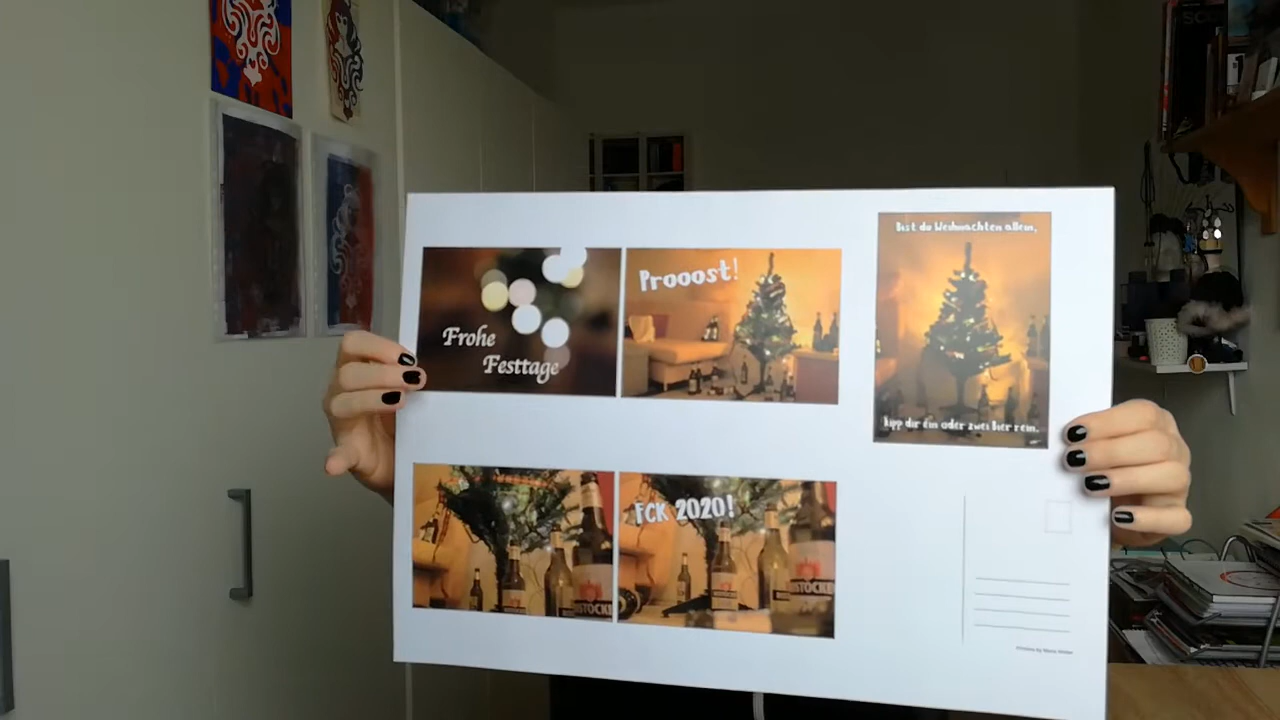 Frohe
Festtage
Prooost!
Bist du Weihnachten allein,
kipp dir ein oder zwei Bier rein.
FCK 2020!